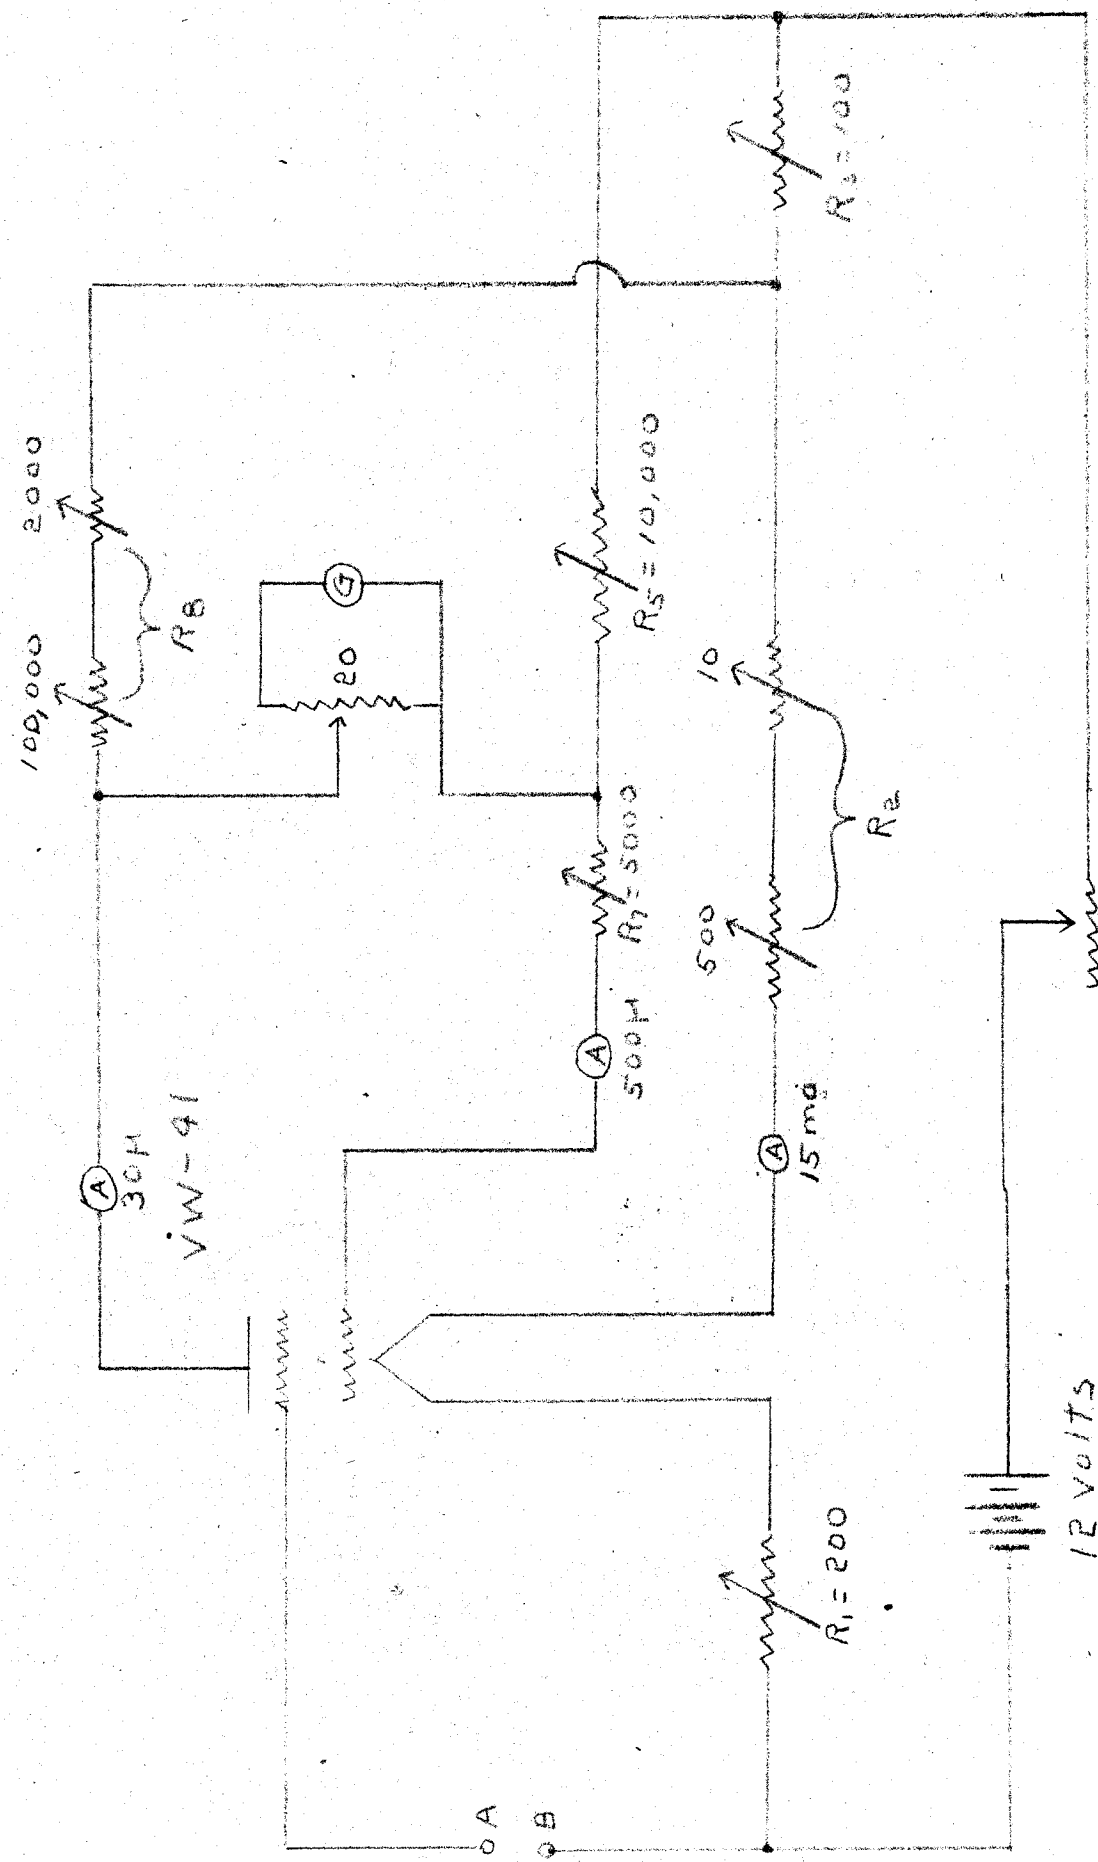 100,000
2000
R8
G
20
R5 = 10,000
R3 = 100
A
30μ
VW-41
A
500μ
R7 = 5000
500
10
R2
A
15 ma
R1 = 200
A
B
12 VOLTS